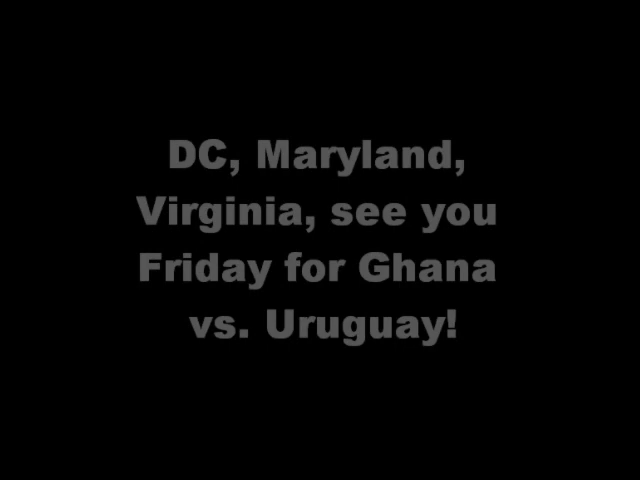 DC, Maryland,
Virginia, see you
Friday for Ghana
vs. Uruguay!